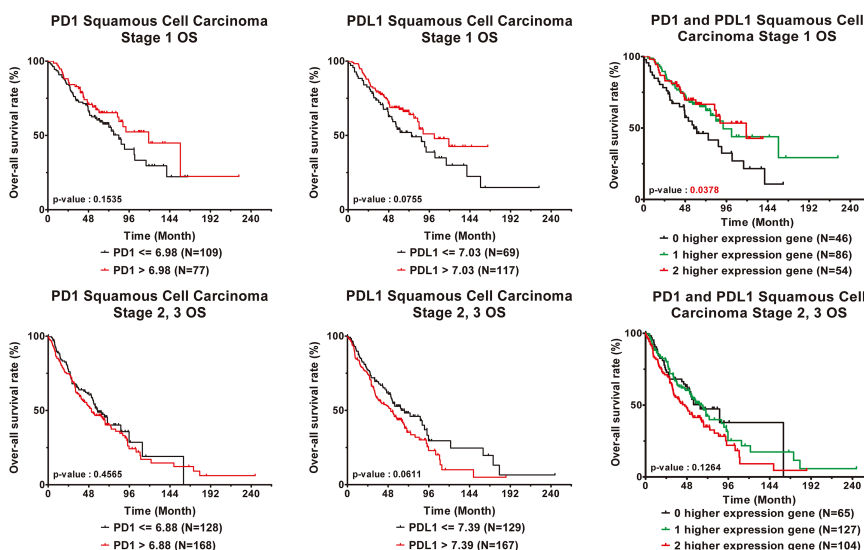 PD1 Squamous Cell Carcinoma
Stage 1 OS
Over-all survival rate (%)
100
50
0
p-value : 0.1535
0 48 96 144 192 240
Time (Month)
PD1 <= 6.98 (N=109)
PD1 > 6.98 (N=77)
PDL1 Squamous Cell Carcinoma
Stage 1 OS
Over-all survival rate (%)
100
50
0
p-value : 0.0755
0 48 96 144 192 240
Time (Month)
PDL1 <= 7.03 (N=69)
PDL1 > 7.03 (N=117)
PD1 and PDL1 Squamous Cell
Carcinoma Stage 1 OS
Over-all survival rate (%)
100
50
0
p-value : 0.0378
0 48 96 144 192 240
Time (Month)
0 higher expression gene (N=46)
1 higher expression gene (N=86)
2 higher expression gene (N=54)
PD1 Squamous Cell Carcinoma
Stage 2, 3 OS
Over-all survival rate (%)
100
50
0
p-value : 0.4565
0 48 96 144 192 240
Time (Month)
PD1 <= 6.88 (N=128)
PD1 > 6.88 (N=168)
PDL1 Squamous Cell Carcinoma
Stage 2, 3 OS
Over-all survival rate (%)
100
50
0
p-value : 0.0611
0 48 96 144 192 240
Time (Month)
PDL1 <= 7.39 (N=129)
PDL1 > 7.39 (N=167)
PD1 and PDL1 Squamous Cell
Carcinoma Stage 2, 3 OS
Over-all survival rate (%)
100
50
0
p-value : 0.1264
0 48 96 144 192 240
Time (Month)
0 higher expression gene (N=65)
1 higher expression gene (N=127)
2 higher expression gene (N=104)